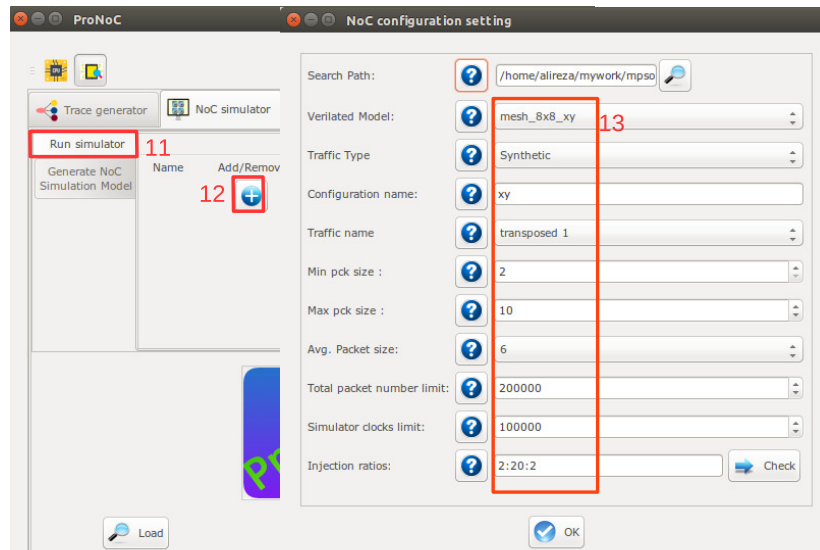 ProNoC
Trace generator
NoC simulator
Run simulator
11
Generate NoC
Simulation Model
Name
Add/Remov
12
Load
NoC configuration setting
Search Path:
/home/alireza/mywork/mpso
Verilated Model:
mesh_8x8_xy
13
Traffic Type
Synthetic
Configuration name:
xy
Traffic name
transposed 1
Min pck size :
2
Max pck size :
10
Avg. Packet size:
6
Total packet number limit:
200000
Simulator clocks limit:
100000
Injection ratios:
2:20:2
Check
OK